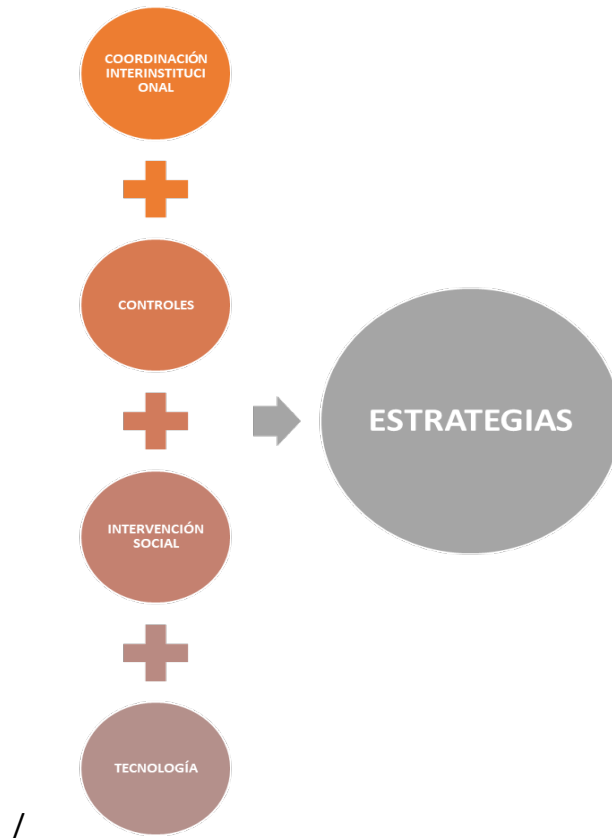 COORDINACIÓN
INTERINSTITUCI
ONAL
CONTROLES
INTERVENCIÓN
SOCIAL
TECNOLOGÍA
ESTRATEGIAS
/